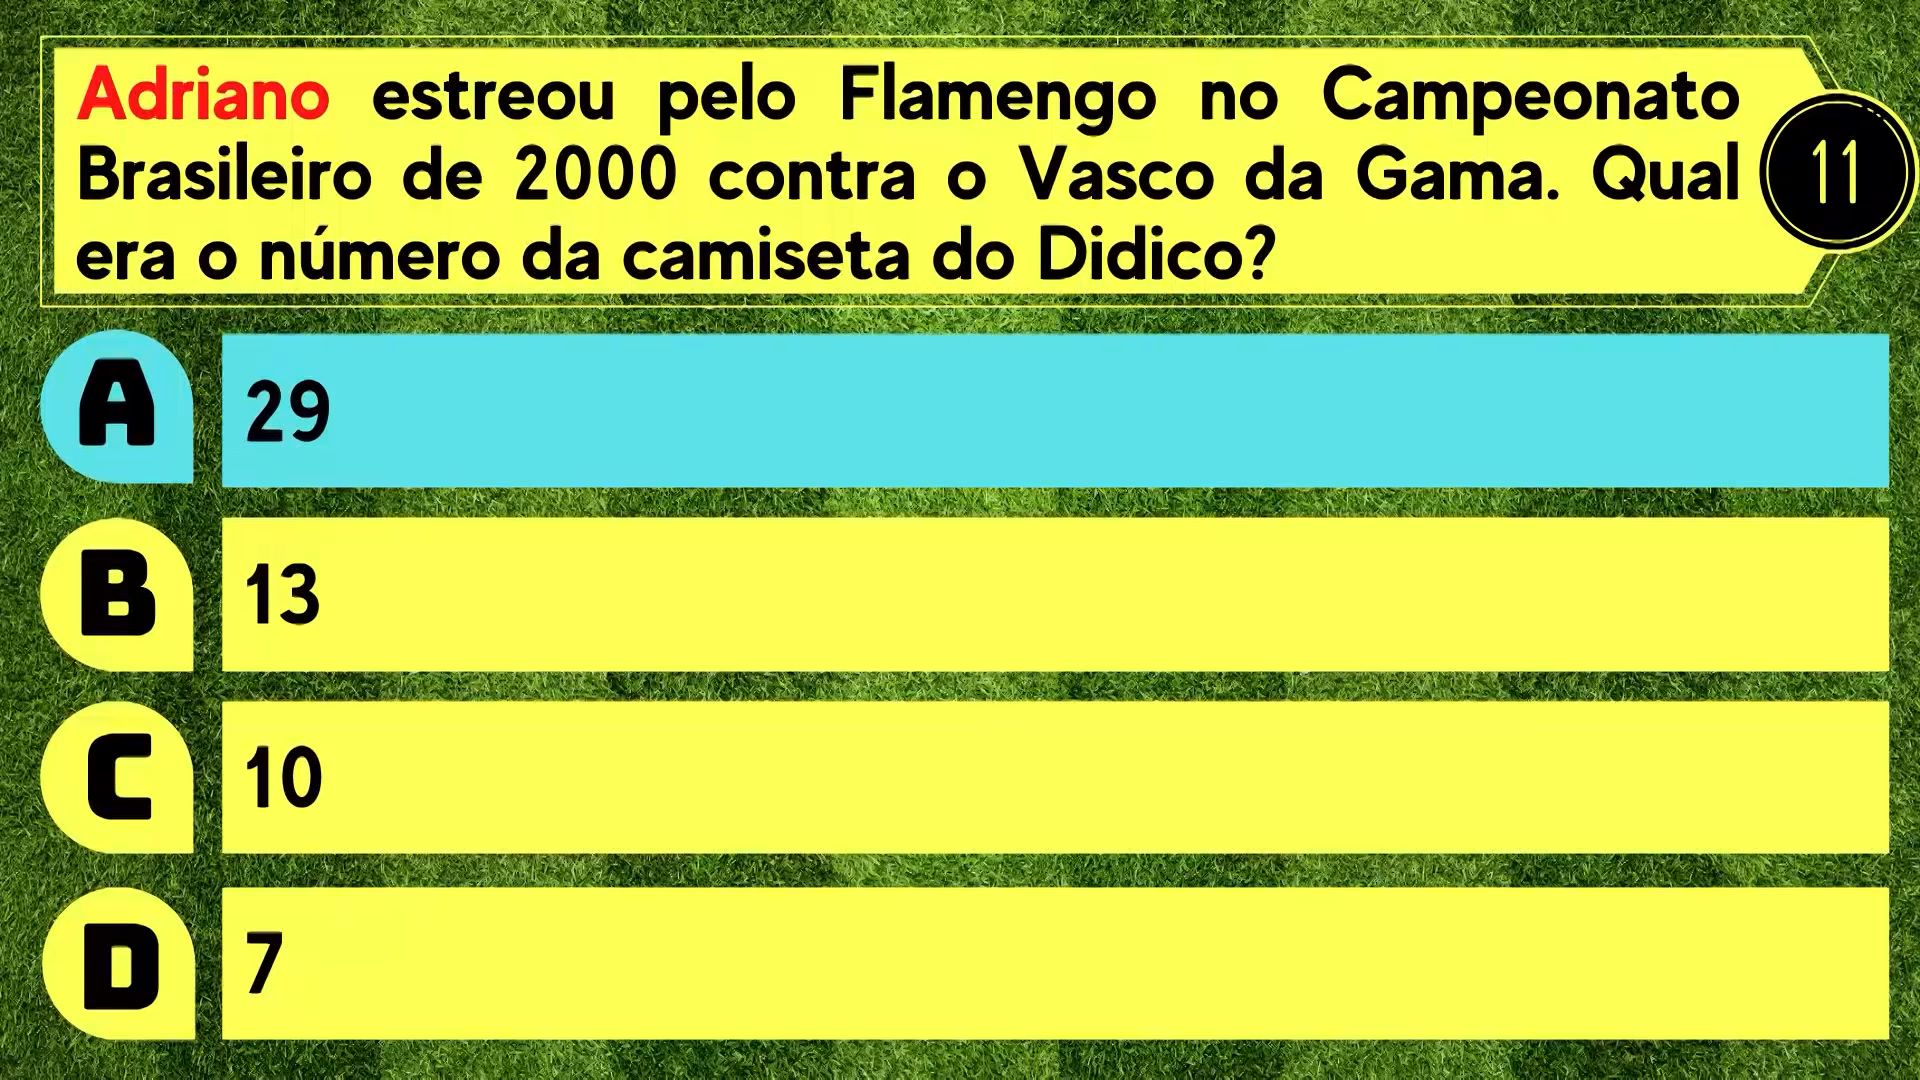 Adriano estreou pelo Flamengo no Campeonato
Brasileiro de 2000 contra o Vasco da Gama. Qual
era o número da camiseta do Didico?
11
A
29
B
13
C
10
D
7